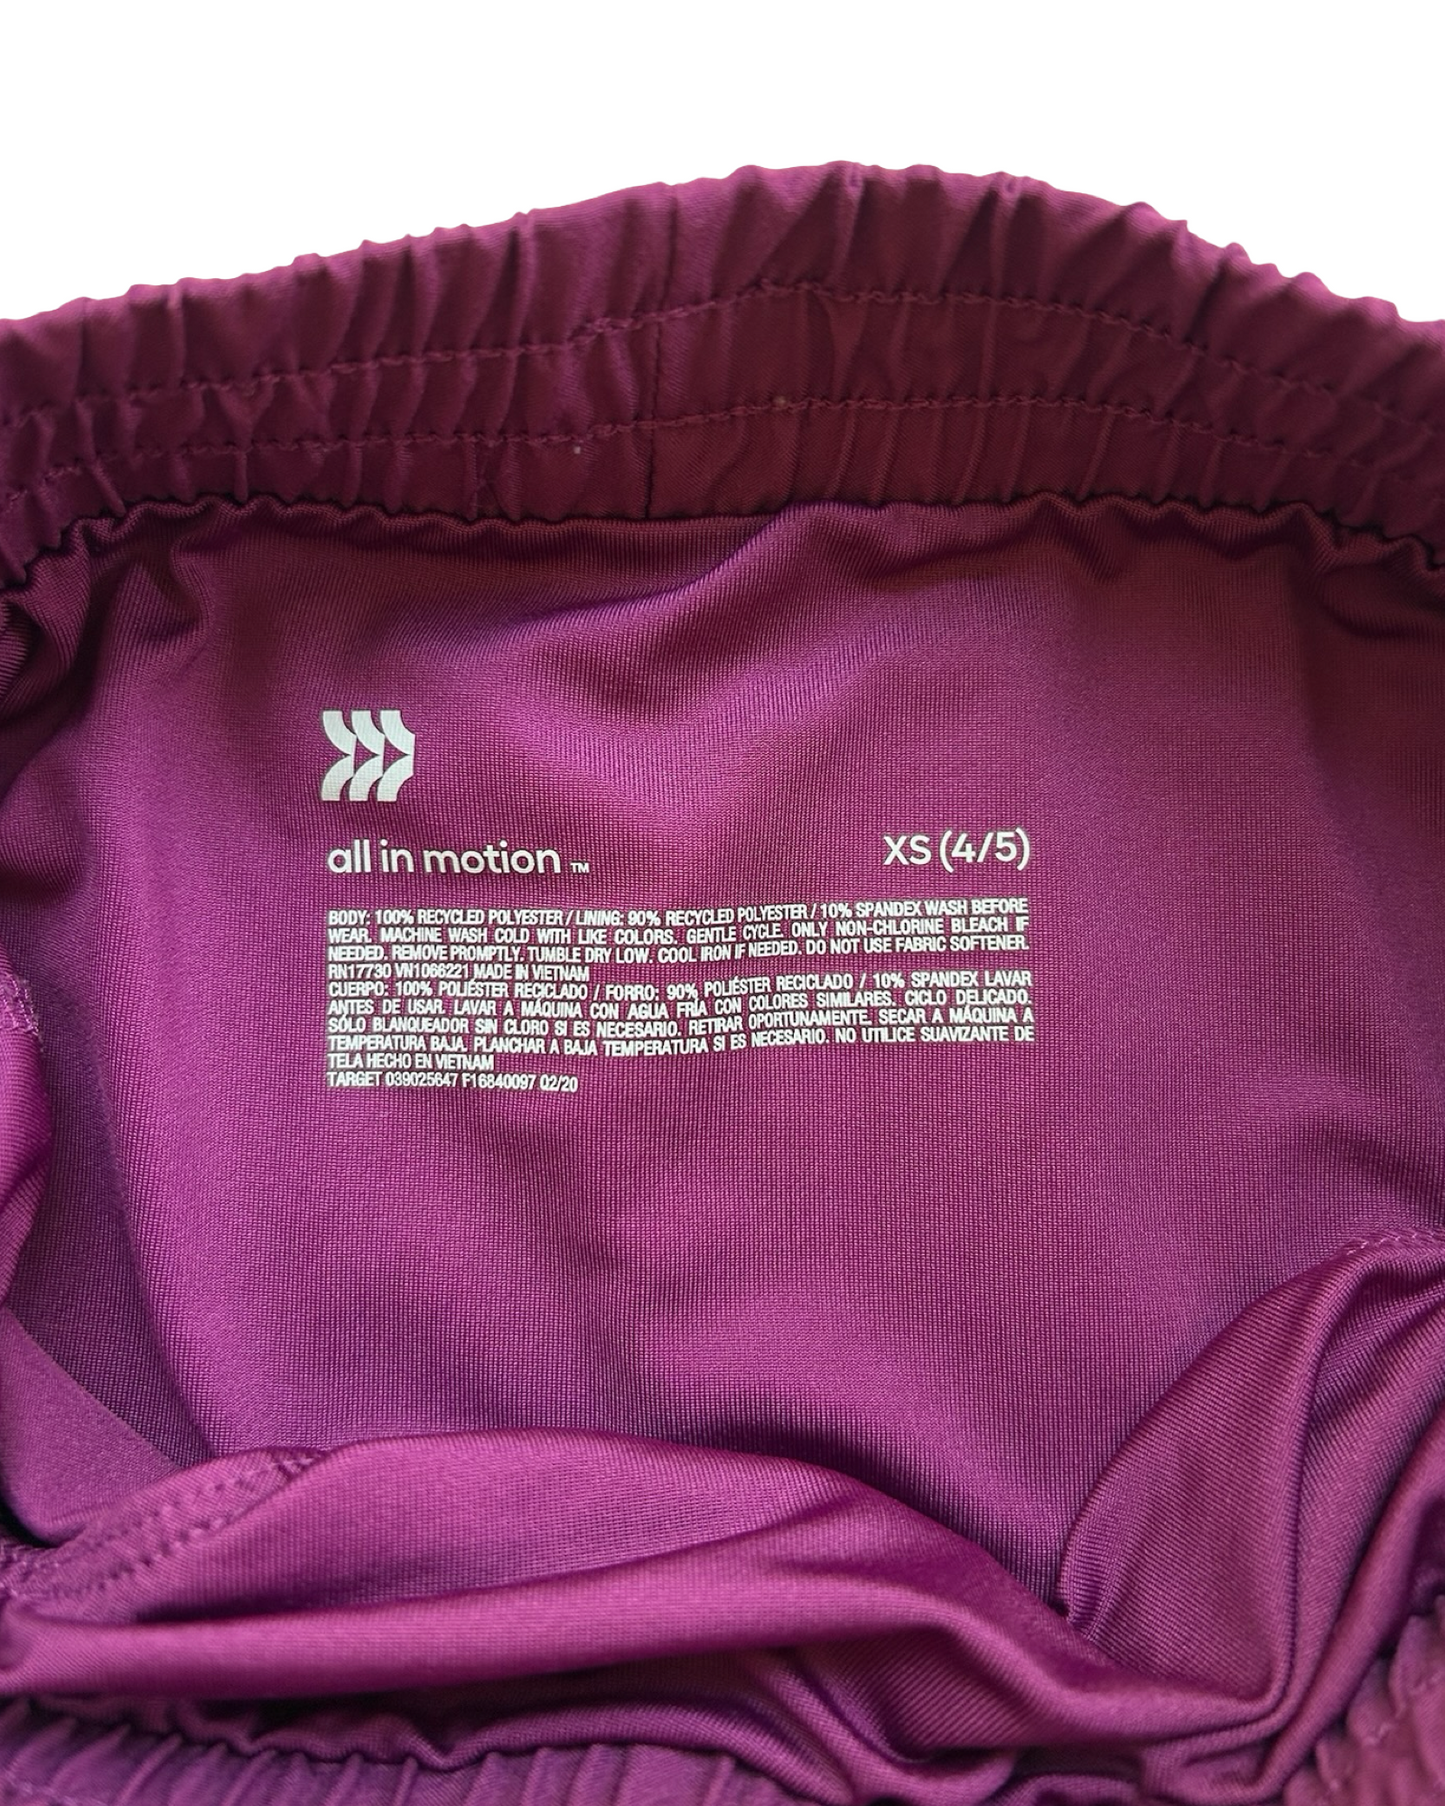 all in motion ™ XS (4/5)
BODY: 100% RECYCLED POLYESTER / LINING: 90% RECYCLED POLYESTER / 10% SPANDEX WASH BEFORE
WEAR. MACHINE WASH COLD WITH LIKE COLORS. GENTLE CYCLE. ONLY NON-CHLORINE BLEACH IF
NEEDED. REMOVE PROMPTLY. TUMBLE DRY LOW. COOL IRON IF NEEDED. DO NOT USE FABRIC SOFTENER.
RN17730 VN1066221 MADE IN VIETNAM
CUERPO: 100% POLIÉSTER RECICLADO / FORRO: 90% POLIÉSTER RECICLADO / 10% SPANDEX LAVAR
ANTES DE USAR. LAVAR A MÁQUINA CON AGUA FRÍA CON COLORES SIMILARES. CICLO DELICADO.
SÓLO BLANQUEADOR SIN CLORO SI ES NECESARIO. RETIRAR OPORTUNAMENTE. SECAR A MÁQUINA A
TEMPERATURA BAJA. PLANCHAR A BAJA TEMPERATURA SI ES NECESARIO. NO UTILICE SUAVIZANTE DE
TELA HECHO EN VIETNAM
TARGET 039025647 F16840097 Q2/20